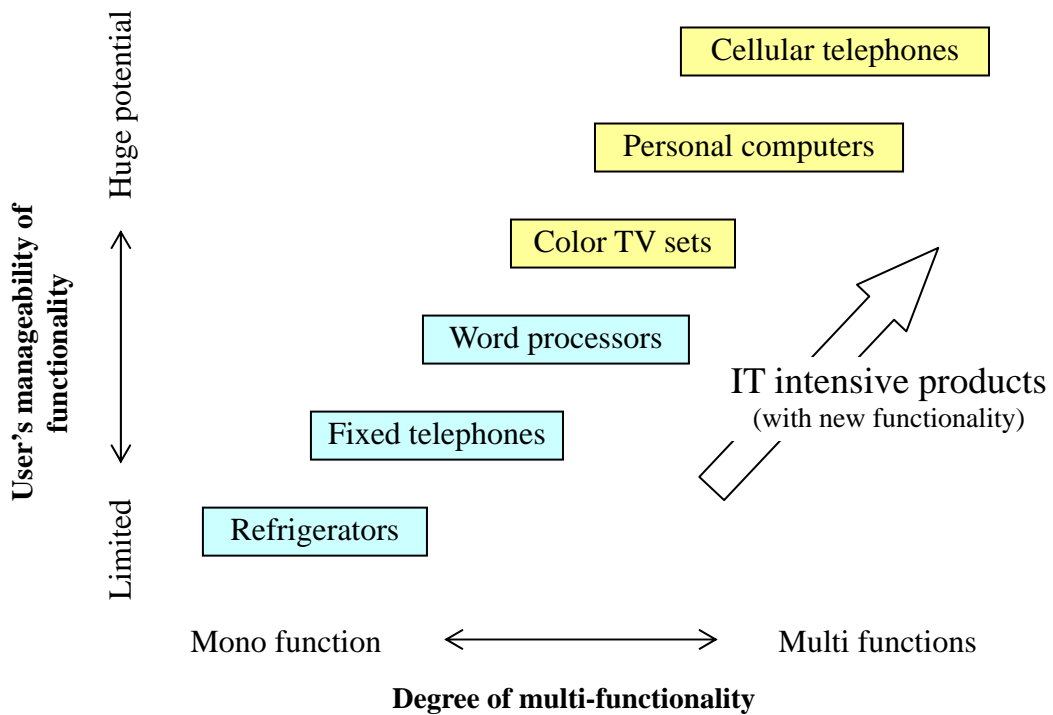 Cellular telephones
Huge potential
Personal computers
Color TV sets
User's manageability of
functionality
Word processors
IT intensive products
(with new functionality)
Fixed telephones
Limited
Refrigerators
Mono function
Multi functions
Degree of multi-functionality